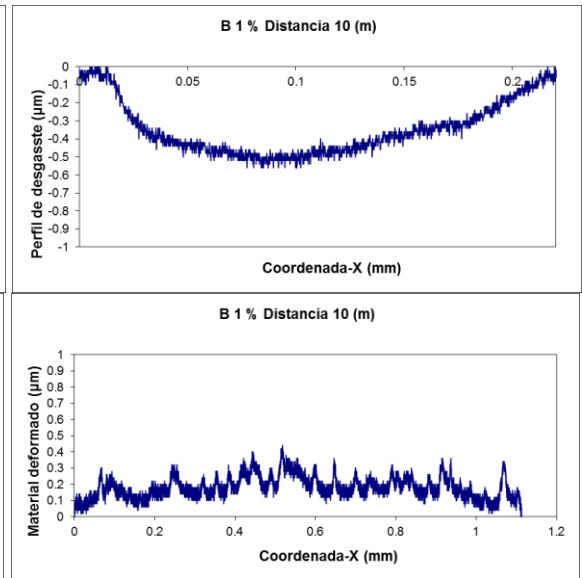 B 1 % Distancia 10 (m)
Perfil de desgasste (µm)
0
-0.1
-0.2
-0.3
-0.4
-0.5
-0.6
-0.7
-0.8
-0.9
-1
0 0.05 0.1 0.15 0.2
Coordenada-X (mm)
B 1 % Distancia 10 (m)
Material deformado (µm)
1
0.9
0.8
0.7
0.6
0.5
0.4
0.3
0.2
0.1
0
0 0.2 0.4 0.6 0.8 1 1.2
Coordenada-X (mm)